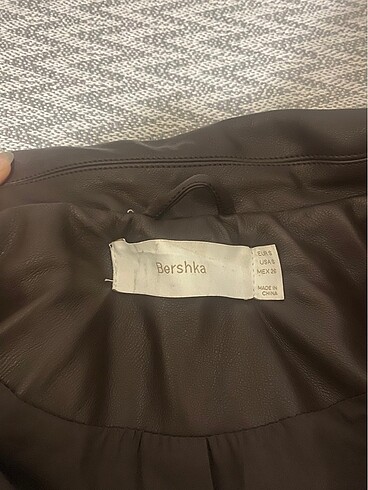 Bershka
EUR S
USA S
MEX 26
MADE IN
CHINA